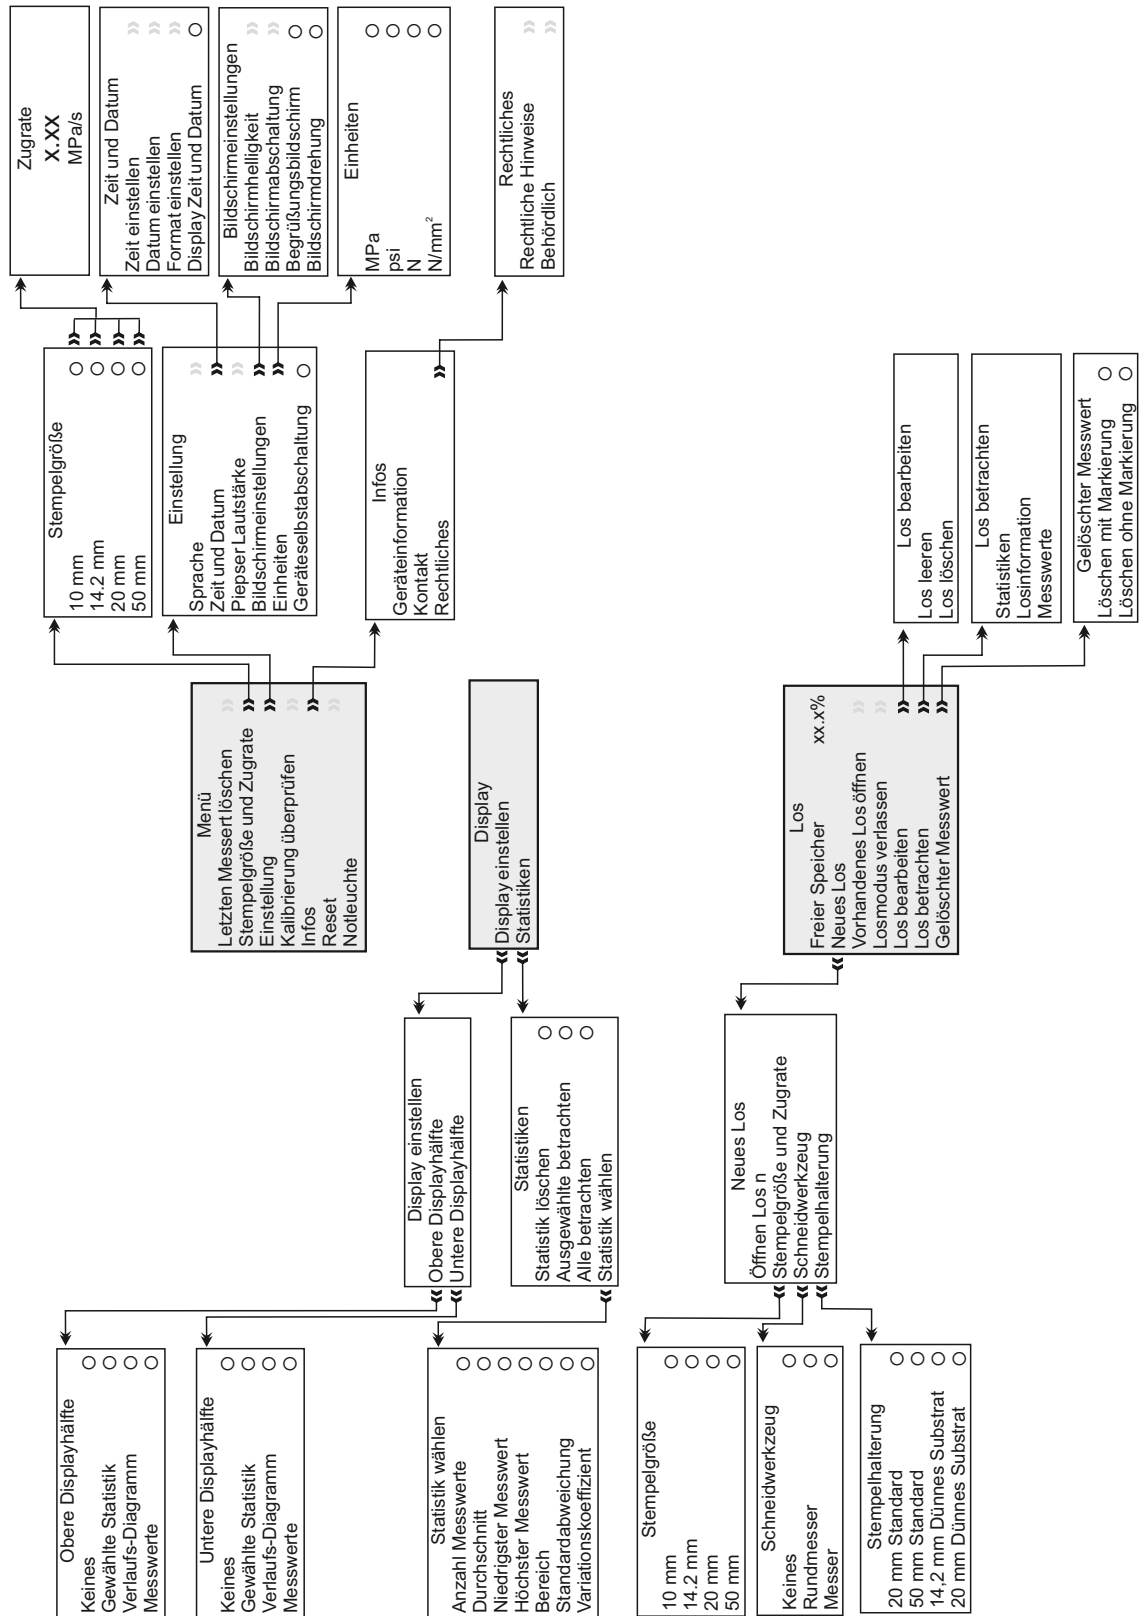 Obere Displayhälfte
Keines
Gewählte Statistik
Verlaufs-Diagramm
Messwerte
Untere Displayhälfte
Keines
Gewählte Statistik
Verlaufs-Diagramm
Messwerte
Statistik wählen
Anzahl Messwerte
Durchschnitt
Niedrigster Messwert
Höchster Messwert
Bereich
Standardabweichung
Variationskoeffizient
Stempelgröße
10 mm
14.2 mm
20 mm
50 mm
Schneidwerkzeug
Keines
Rundmesser
Messer
Stempelhalterung
20 mm Standard
50 mm Standard
14,2 mm Dünnes Substrat
20 mm Dünnes Substrat
Display einstellen
Obere Displayhälfte
Untere Displayhälfte
Statistiken
Statistik löschen
Ausgewählte betrachten
Alle betrachten
Statistik wählen
Neues Los
Öffnen Los n
Stempelgröße und Zugrate
Schneidwerkzeug
Stempelhalterung
Menü
Letzten Messert löschen
Stempelgröße und Zugrate
Einstellung
Kalibrierung überprüfen
Infos
Reset
Notleuchte
Display
Display einstellen
Statistiken
Los
Freier Speicher xx.x%
Neues Los
Vorhandenes Los öffnen
Losmodus verlassen
Los bearbeiten
Los betrachten
Gelöschter Messwert
Stempelgröße
10 mm
14.2 mm
20 mm
50 mm
Einstellung
Sprache
Zeit und Datum
Piepser Lautstärke
Bildschirmeinstellungen
Einheiten
Geräteselbstabschaltung
Infos
Geräteinformation
Kontakt
Rechtliches
Los bearbeiten
Los leeren
Los löschen
Los betrachten
Statistiken
Losinformation
Messwerte
Gelöschter Messwert
Löschen mit Markierung
Löschen ohne Markierung
Zugrate
X.XX
MPa/s
Zeit und Datum
Zeit einstellen
Datum einstellen
Format einstellen
Display Zeit und Datum
Bildschirmeinstellungen
Bildschirmhelligkeit
Bildschirmabschaltung
Begrüßungsbildschirm
Bildschirmdrehung
Einheiten
MPa
psi
N
N/mm²
Rechtliches
Rechtliche Hinweise
Behördlich